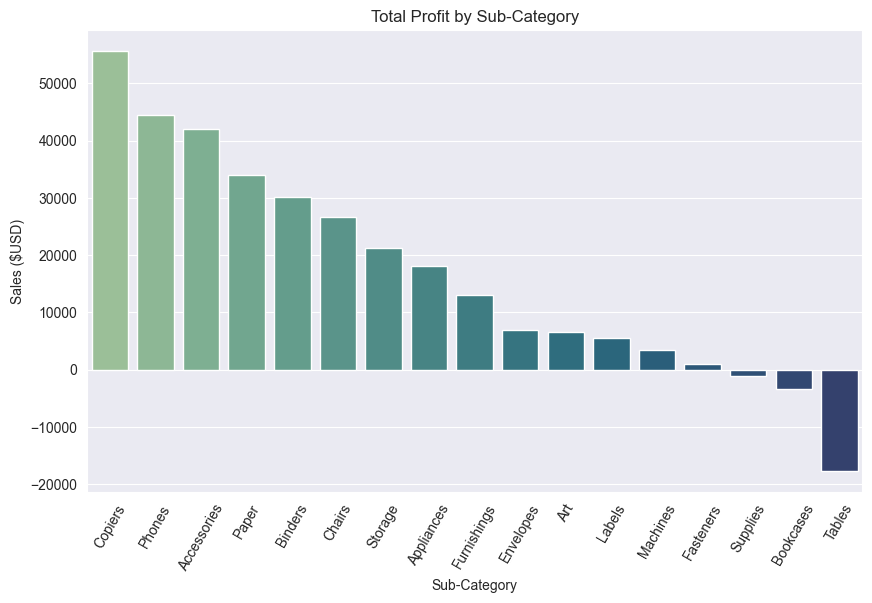 Total Profit by Sub-Category
Sales ($USD)
50000
40000
30000
20000
10000
0
−10000
−20000
Copiers
Phones
Accessories
Paper
Binders
Chairs
Storage
Appliances
Furnishings
Envelopes
Art
Labels
Machines
Fasteners
Supplies
Bookcases
Tables
Sub-Category